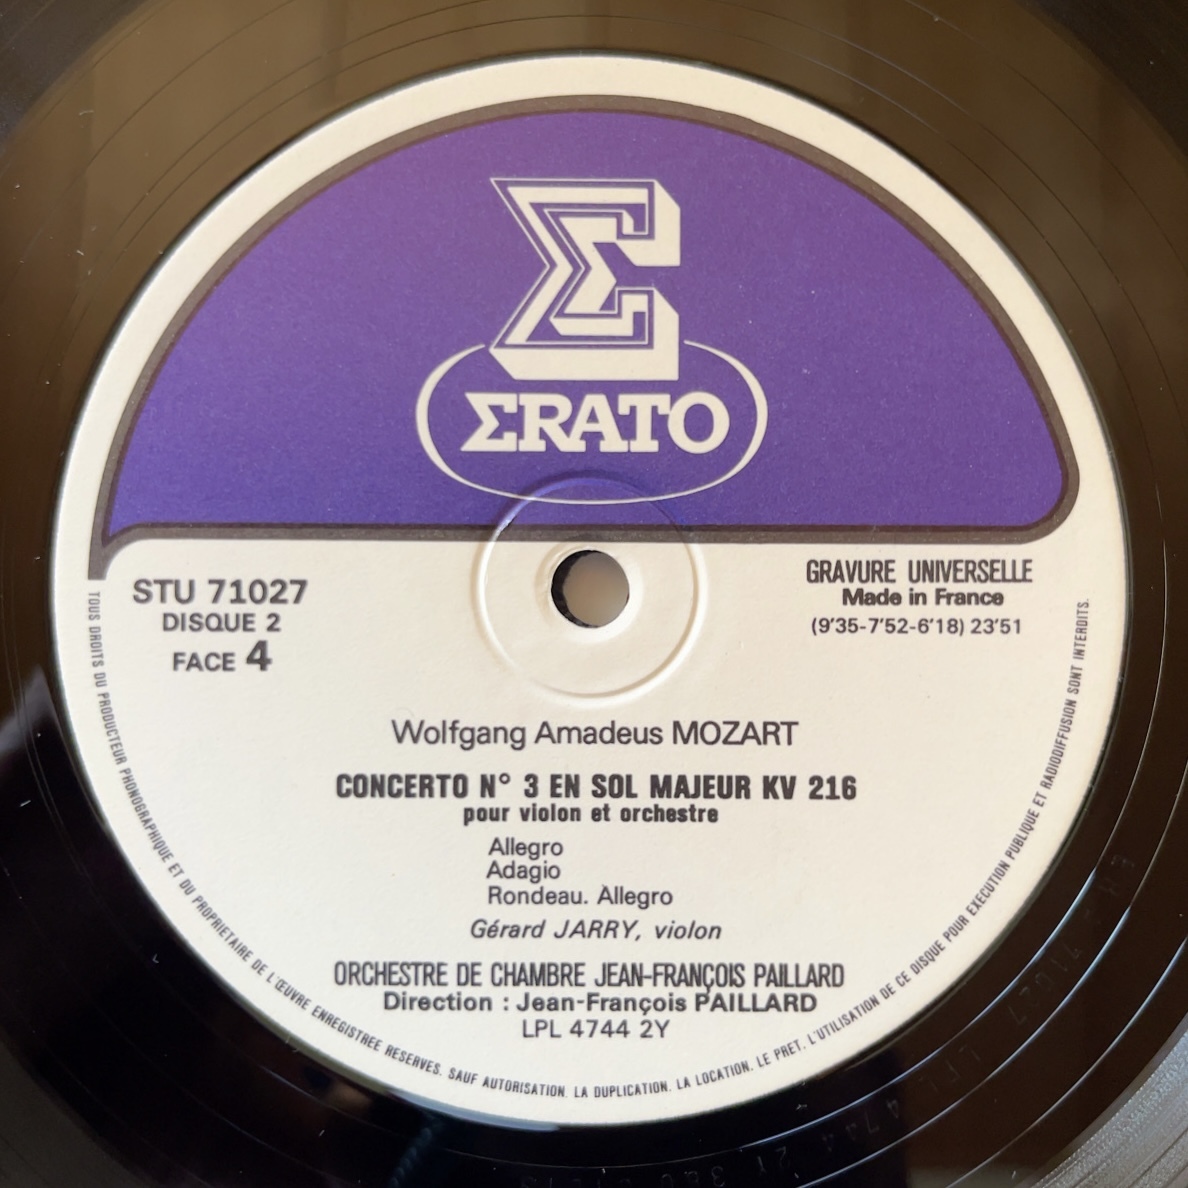 Σ
ΣRATO
STU 71027
DISQUE 2
FACE 4
GRAVURE UNIVERSELLE
Made in France
(9'35-7'52-6'18) 23'51
Wolfgang Amadeus MOZART
CONCERTO N° 3 EN SOL MAJEUR KV 216
pour violon et orchestre
Allegro
Adagio
Rondeau. Allegro
Gérard JARRY, violon
ORCHESTRE DE CHAMBRE JEAN-FRANÇOIS PAILLARD
Direction : Jean-François PAILLARD
LPL 4744 2Y
TOUS DROITS DU PRODUCTEUR PHONOGRAPHIQUE ET DU PROPRIETAIRE DE L'ŒUVRE ENREGISTREE RESERVES. SAUF AUTORISATION. LA DUPLICATION. LA LOCATION. LE PRET. L'UTILISATION DE CE DISQUE POUR EXECUTION PUBLIQUE ET RADIODIFFUSION SONT INTERDITS.